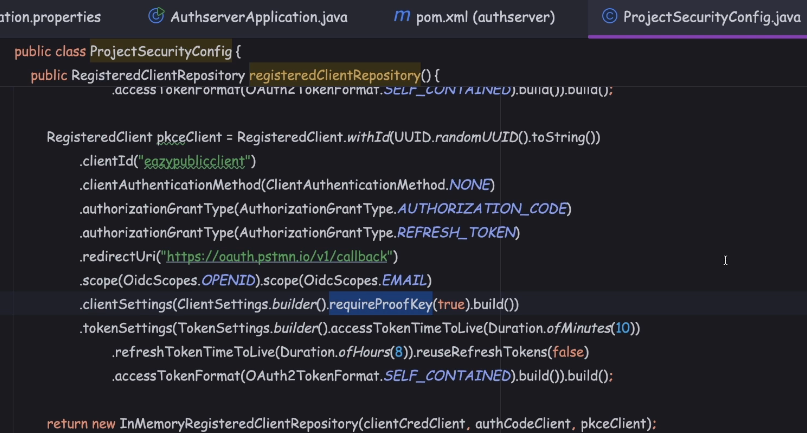 ation.properties AuthserverApplication.java pom.xml (authserver) ProjectSecurityConfig.java
public class ProjectSecurityConfig {
public RegisteredClientRepository registeredClientRepository() {
.accessTokenFormat(OAuth2TokenFormat.SELF_CONTAINED).build()).build();
RegisteredClient pkceClient = RegisteredClient.withId(UUID.randomUUID().toString())
.clientId("eazypublicclient")
.clientAuthenticationMethod(ClientAuthenticationMethod.NONE)
.authorizationGrantType(AuthorizationGrantType.AUTHORIZATION_CODE)
.authorizationGrantType(AuthorizationGrantType.REFRESH_TOKEN)
.redirectUri("https://oauth.pstmn.io/v1/callback")
.scope(OidcScopes.OPENID).scope(OidcScopes.EMAIL)
.clientSettings(ClientSettings.builder().requireProofKey(true).build())
.tokenSettings(TokenSettings.builder().accessTokenTimeToLive(Duration.ofMinutes(10))
.refreshTokenTimeToLive(Duration.ofHours(8)).reuseRefreshTokens(false)
.accessTokenFormat(OAuth2TokenFormat.SELF_CONTAINED).build()).build();
return new InMemoryRegisteredClientRepository(clientCredClient, authCodeClient, pkceClient);